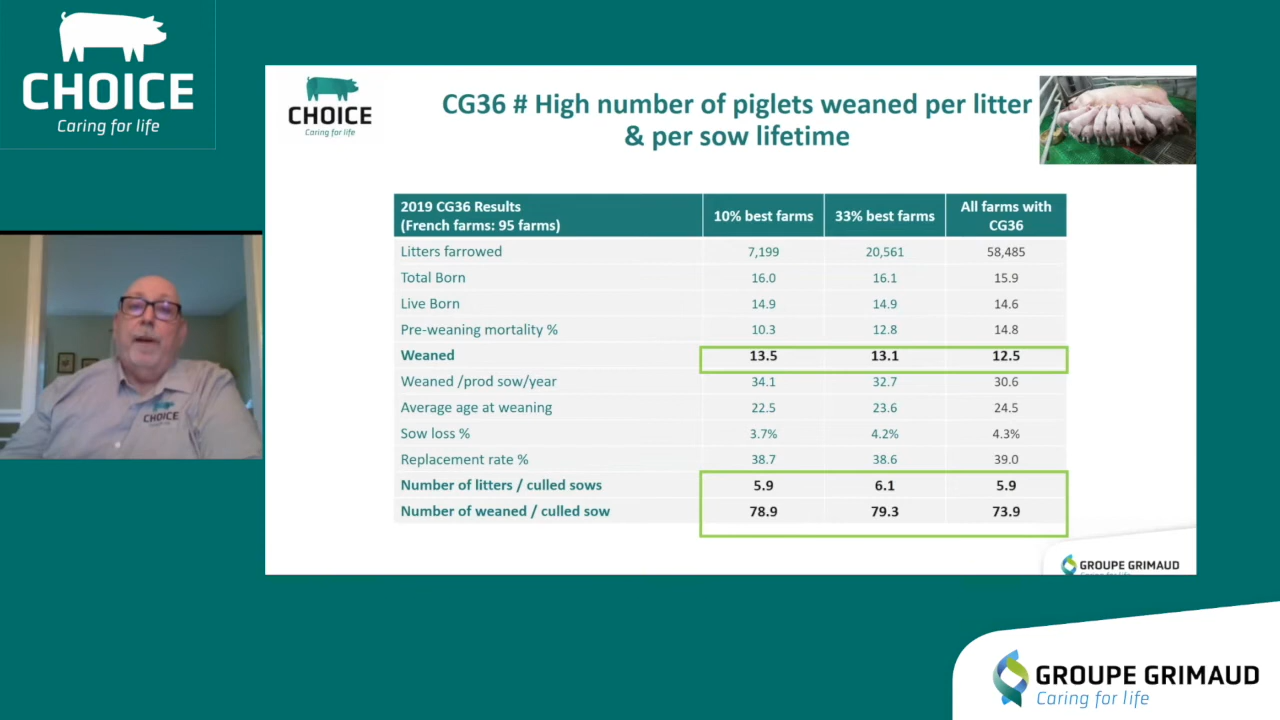 CHOICE
Caring for life
CHOICE
Caring for life
CG36 # High number of piglets weaned per litter
& per sow lifetime
2019 CG36 Results
(French farms: 95 farms)
10% best farms
33% best farms
All farms with
CG36
Litters farrowed 7,199 20,561 58,485
Total Born 16.0 16.1 15.9
Live Born 14.9 14.9 14.6
Pre-weaning mortality % 10.3 12.8 14.8
Weaned 13.5 13.1 12.5
Weaned /prod sow/year 34.1 32.7 30.6
Average age at weaning 22.5 23.6 24.5
Sow loss % 3.7% 4.2% 4.3%
Replacement rate % 38.7 38.6 39.0
Number of litters / culled sows 5.9 6.1 5.9
Number of weaned / culled sow 78.9 79.3 73.9
CHOICE
GROUPE GRIMAUD
GROUPE GRIMAUD
Caring for life